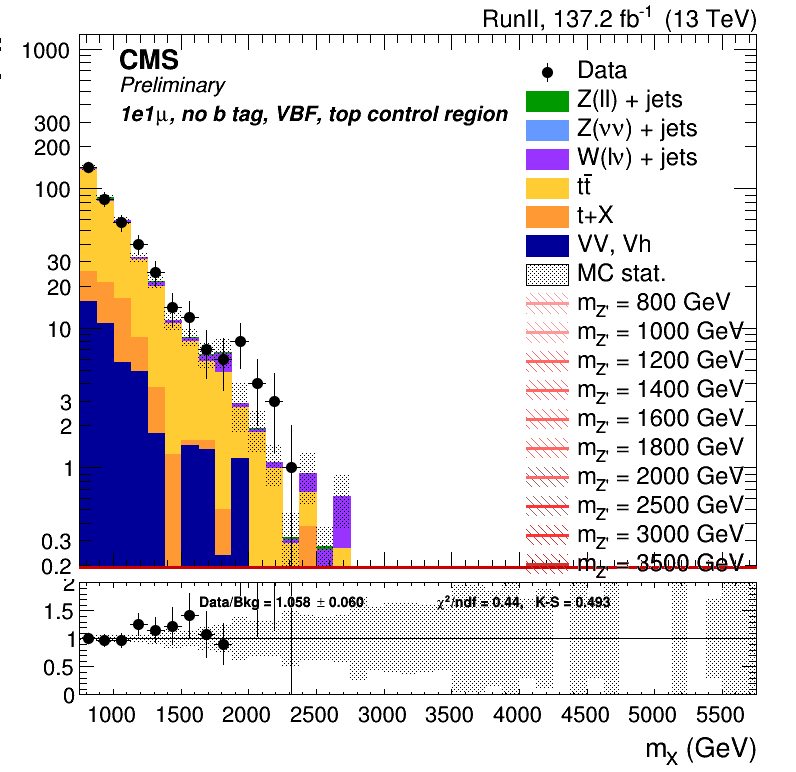 RunII, 137.2 fb⁻¹ (13 TeV)
CMS
Preliminary
1e1μ, no b tag, VBF, top control region
Data
Z(ll) + jets
Z(νν) + jets
W(lν) + jets
tt̄
t+X
VV, Vh
MC stat.
m_Z' = 800 GeV
m_Z' = 1000 GeV
m_Z' = 1200 GeV
m_Z' = 1400 GeV
m_Z' = 1600 GeV
m_Z' = 1800 GeV
m_Z' = 2000 GeV
m_Z' = 2500 GeV
m_Z' = 3000 GeV
m_Z' = 3500 GeV
1000
300
200
100
30
20
10
3
2
1
0.3
0.2
Data/Bkg = 1.058 ± 0.060 χ²/ndf = 0.44, K-S = 0.493
2
1.5
1
0.5
0
1000 1500 2000 2500 3000 3500 4000 4500 5000 5500
m_X (GeV)